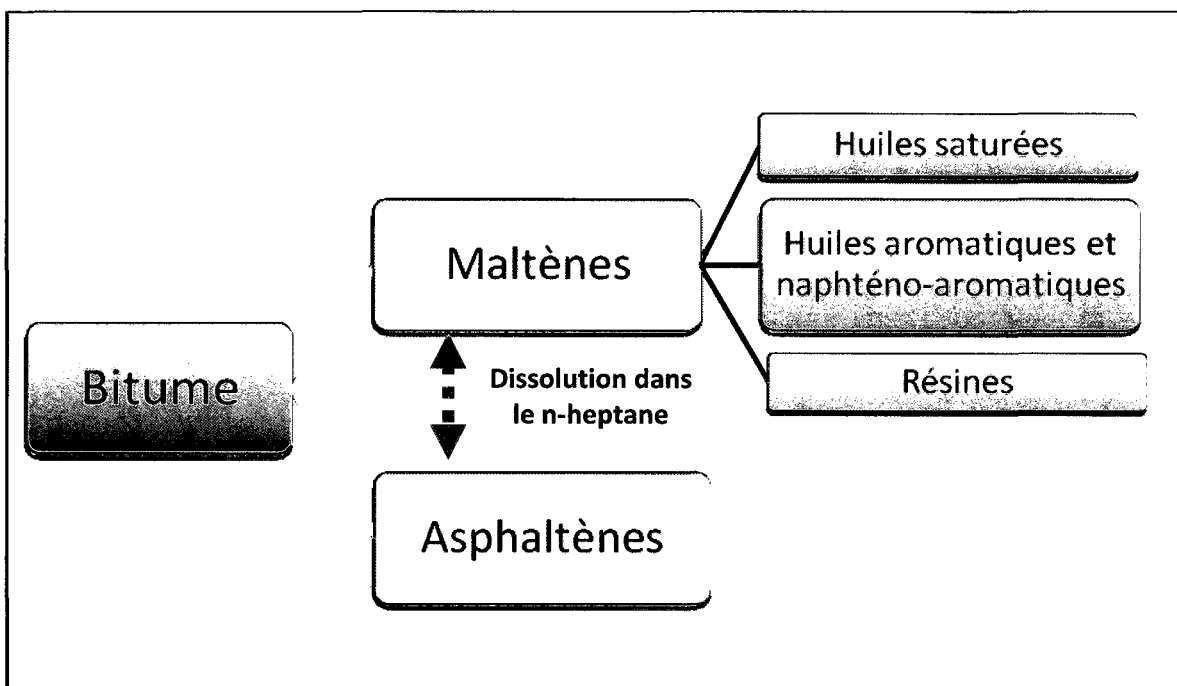 Huiles saturées
Maltènes
Huiles aromatiques et
naphténo-aromatiques
Bitume
Dissolution dans
le n-heptane
Résines
Asphaltènes